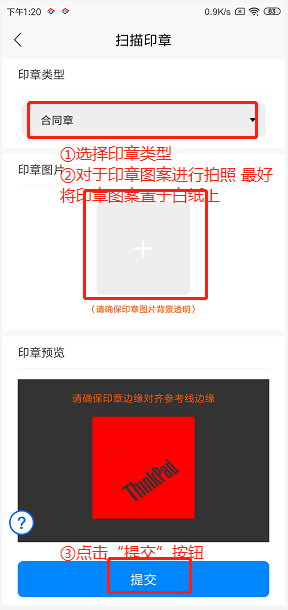 下午1:20
0.9K/s
83
扫描印章
印章类型
合同章
①选择印章类型
印章图片
②对于印章图案进行拍照 最好
将印章图案置于白纸上
（请确保印章图片背景透明）
印章预览
请确保印章边缘对齐参考线边缘
ThinkPad
?
③点击“提交”按钮
提交